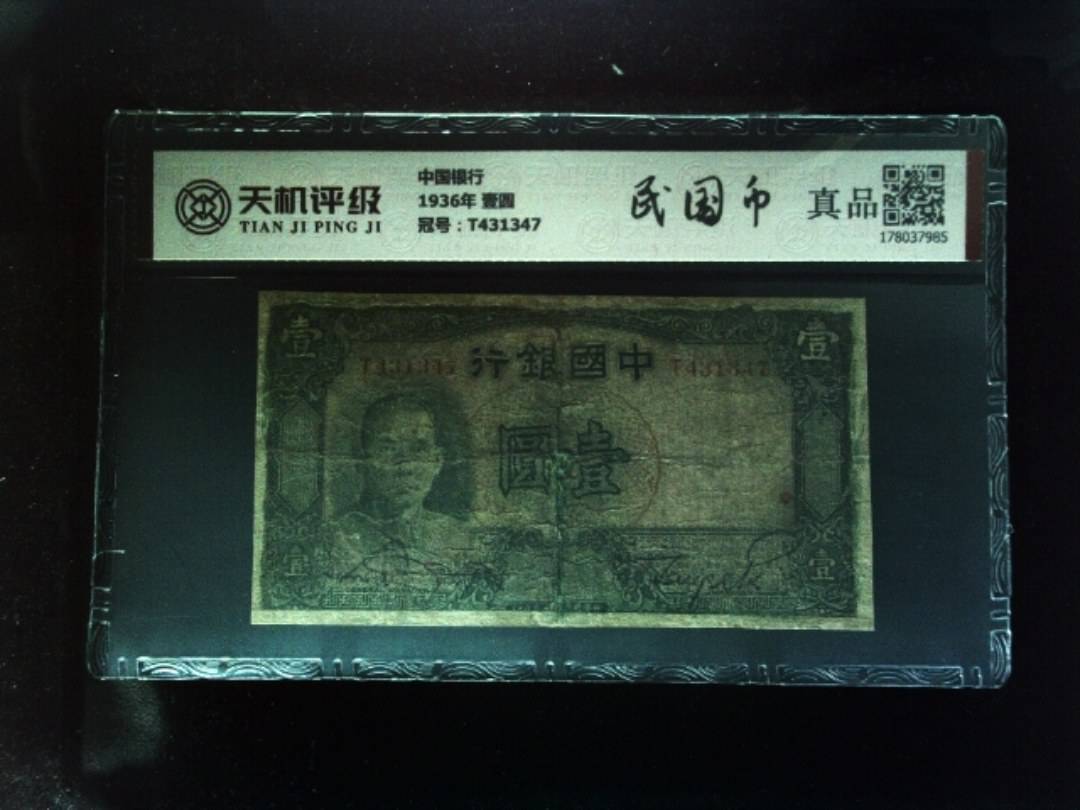 天机评级
TIAN JI PING JI
中国银行
1936年 壹圆
冠号：T431347
民国币
真品
178037985
壹
壹
T431347
行銀國中
T431347
圓壹
壹
壹